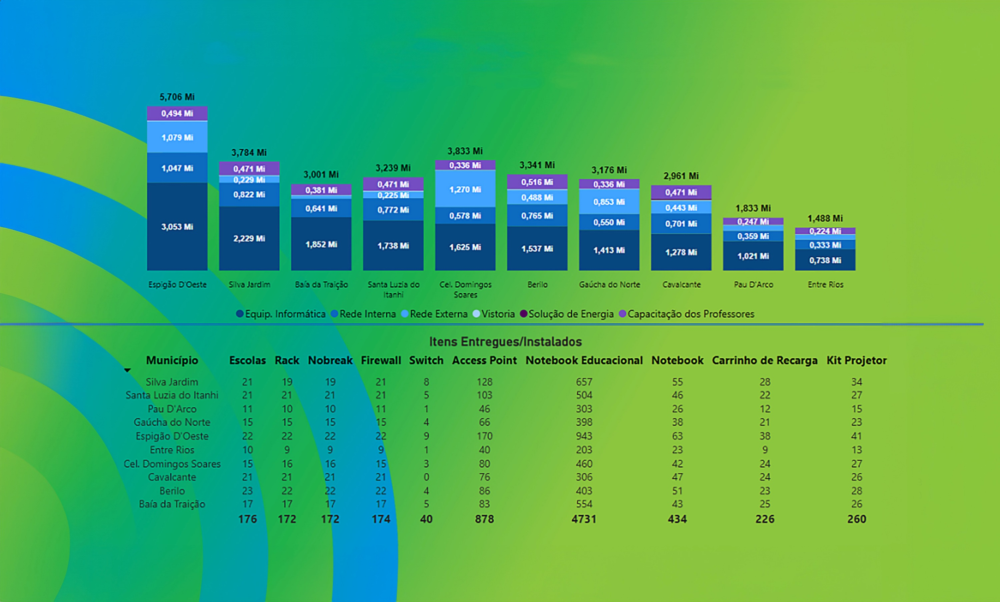 5,706 Mi
0,494 Mi
1,079 Mi
1,047 Mi
3,053 Mi
Espigão D'Oeste
3,784 Mi
0,471 Mi
0,229 Mi
0,822 Mi
2,229 Mi
Silva Jardim
3,001 Mi
0,381 Mi
0,641 Mi
1,852 Mi
Baía da Traição
3,239 Mi
0,471 Mi
0,225 Mi
0,772 Mi
1,738 Mi
Santa Luzia do
Itanhi
3,833 Mi
0,336 Mi
1,270 Mi
0,578 Mi
1,625 Mi
Cel. Domingos
Soares
3,341 Mi
0,516 Mi
0,488 Mi
0,765 Mi
1,537 Mi
Berilo
3,176 Mi
0,336 Mi
0,853 Mi
0,550 Mi
1,413 Mi
Gaúcha do Norte
2,961 Mi
0,471 Mi
0,443 Mi
0,701 Mi
1,278 Mi
Cavalcante
1,833 Mi
0,247 Mi
0,359 Mi
1,021 Mi
Pau D'Arco
1,488 Mi
0,224 Mi
0,333 Mi
0,738 Mi
Entre Rios
Equip. Informática Rede Interna Rede Externa Vistoria Solução de Energia Capacitação dos Professores
Itens Entregues/Instalados
Município Escolas Rack Nobreak Firewall Switch Access Point Notebook Educacional Notebook Carrinho de Recarga Kit Projetor
Silva Jardim 21 19 19 21 8 128 657 55 28 34
Santa Luzia do Itanhi 21 21 21 21 5 103 504 46 22 27
Pau D'Arco 11 10 10 11 1 46 303 26 12 15
Gaúcha do Norte 15 15 15 15 4 66 398 38 21 23
Espigão D'Oeste 22 22 22 22 9 170 943 63 38 41
Entre Rios 10 9 9 9 1 40 203 23 9 13
Cel. Domingos Soares 15 16 16 15 3 80 460 42 24 27
Cavalcante 21 21 21 21 0 76 306 47 24 26
Berilo 23 22 22 22 4 86 403 51 23 28
Baía da Traição 17 17 17 17 5 83 554 43 25 26
176 172 172 174 40 878 4731 434 226 260